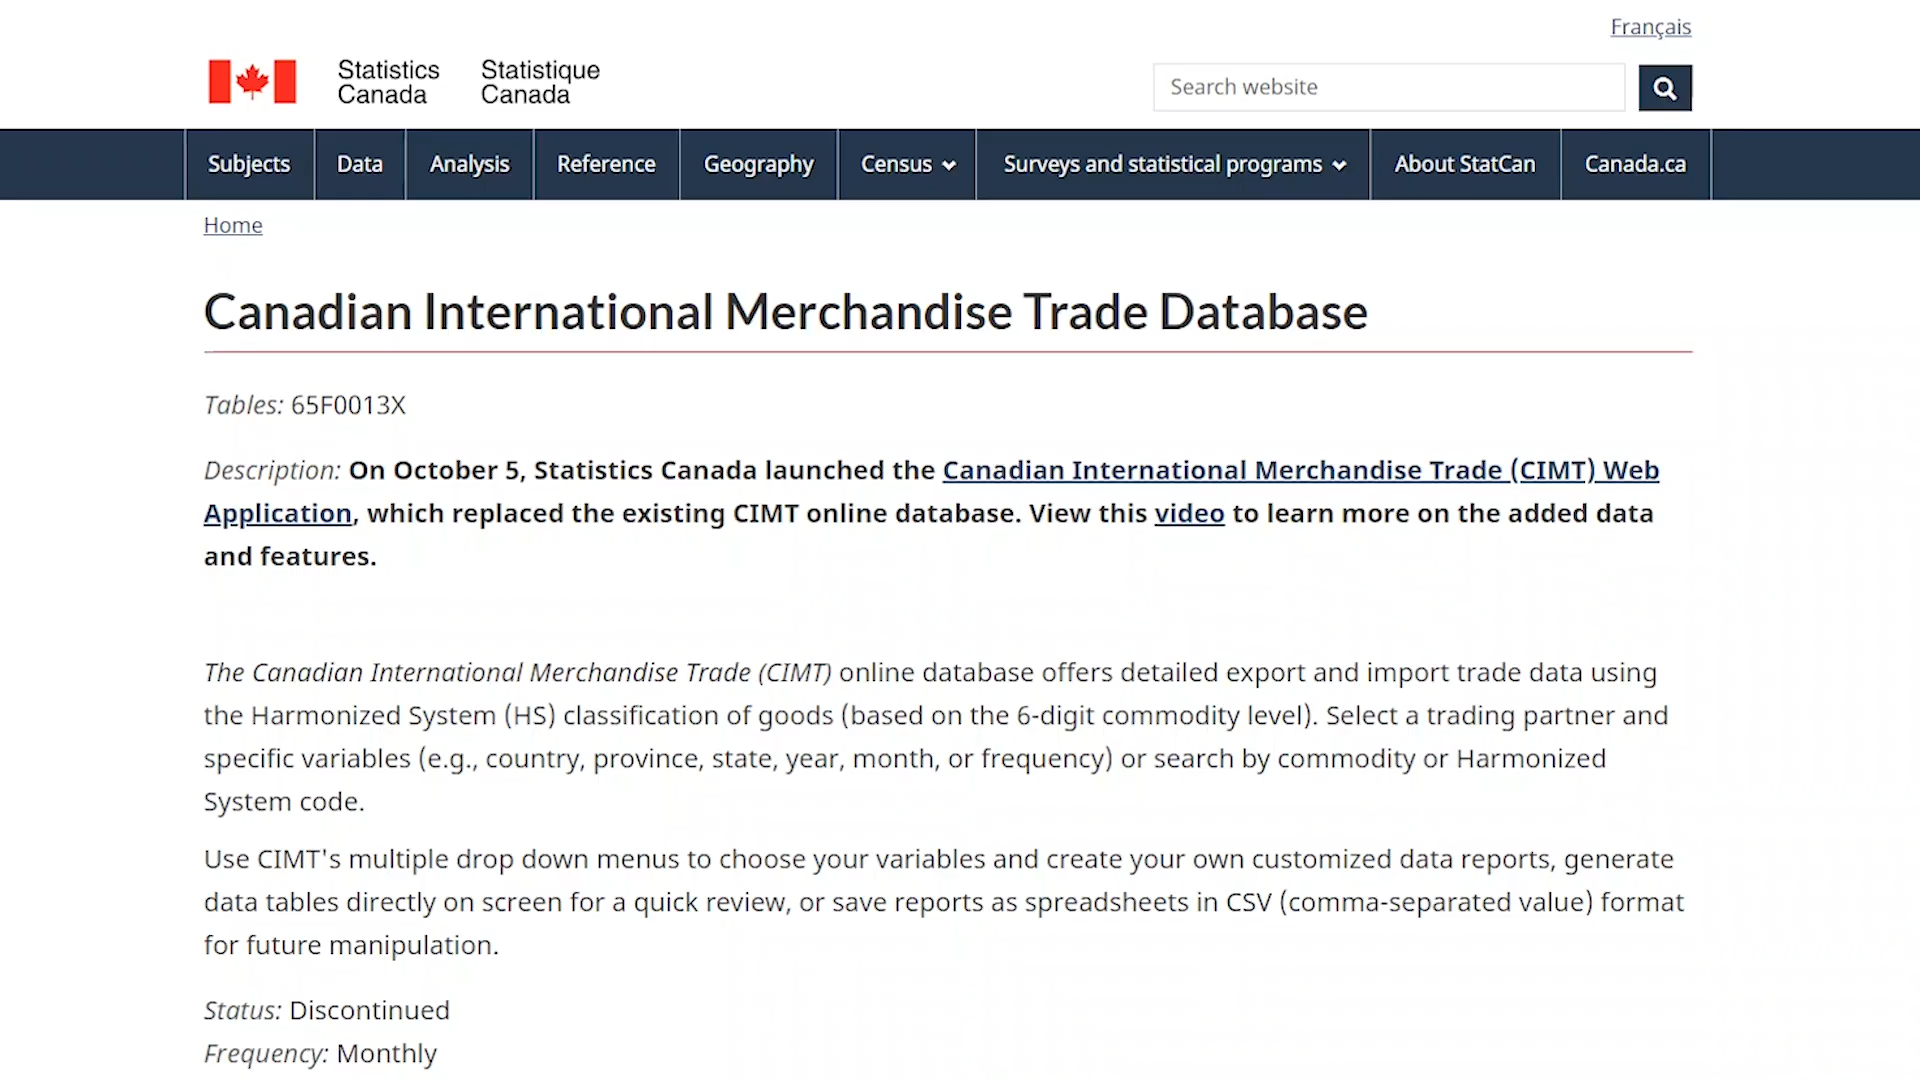 Français
Statistics Canada
Statistique Canada
Search website
Subjects
Data
Analysis
Reference
Geography
Census
Surveys and statistical programs
About StatCan
Canada.ca
Home
Canadian International Merchandise Trade Database
Tables: 65F0013X
Description: On October 5, Statistics Canada launched the Canadian International Merchandise Trade (CIMT) Web
Application, which replaced the existing CIMT online database. View this video to learn more on the added data
and features.
The Canadian International Merchandise Trade (CIMT) online database offers detailed export and import trade data using
the Harmonized System (HS) classification of goods (based on the 6-digit commodity level). Select a trading partner and
specific variables (e.g., country, province, state, year, month, or frequency) or search by commodity or Harmonized
System code.
Use CIMT's multiple drop down menus to choose your variables and create your own customized data reports, generate
data tables directly on screen for a quick review, or save reports as spreadsheets in CSV (comma-separated value) format
for future manipulation.
Status: Discontinued
Frequency: Monthly